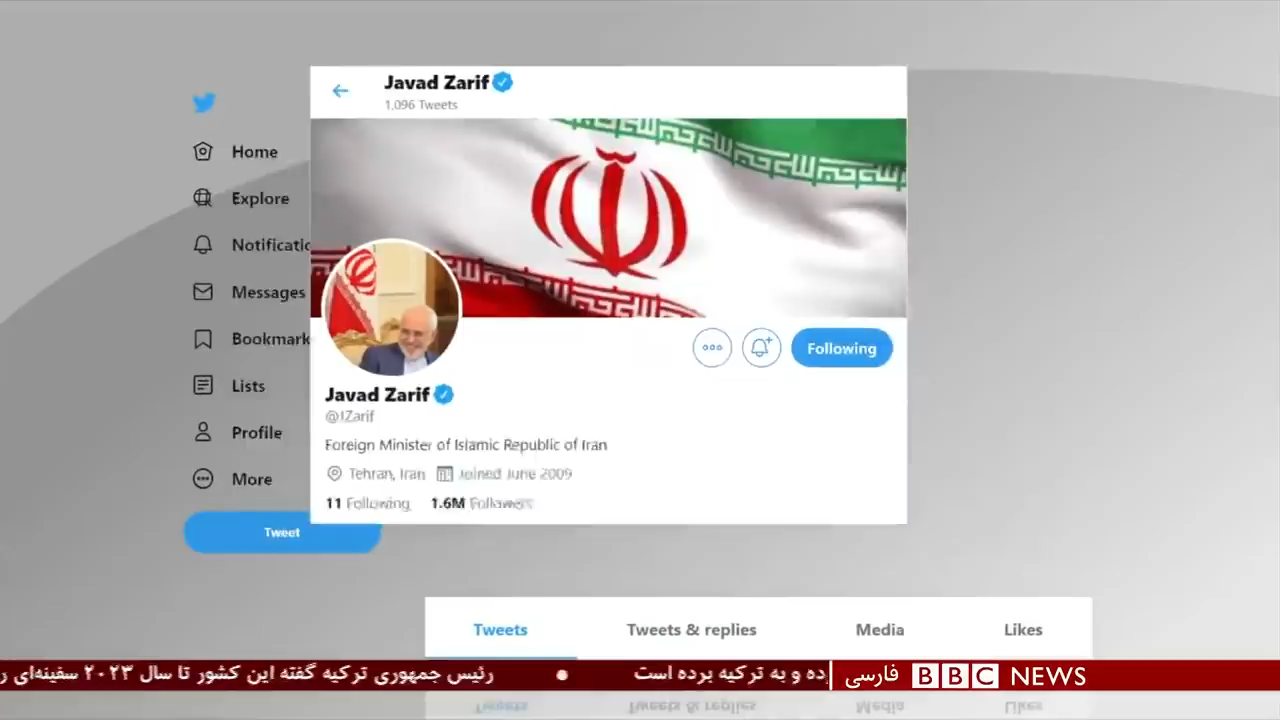 Javad Zarif
1,096 Tweets
Home
Explore
Notificatio
Messages
Bookmark
Lists
Profile
More
Tweet
Following
Javad Zarif
@JZarif
Foreign Minister of Islamic Republic of Iran
Tehran, Iran Joined June 2009
11 Following 1.6M Followers
Tweets Tweets & replies Media Likes
رئیس جمهوری ترکیه گفته این کشور تا سال ۲۰۲۳ سفینه‌ای ر
ده و به ترکیه برده است
فارسی BBC NEWS